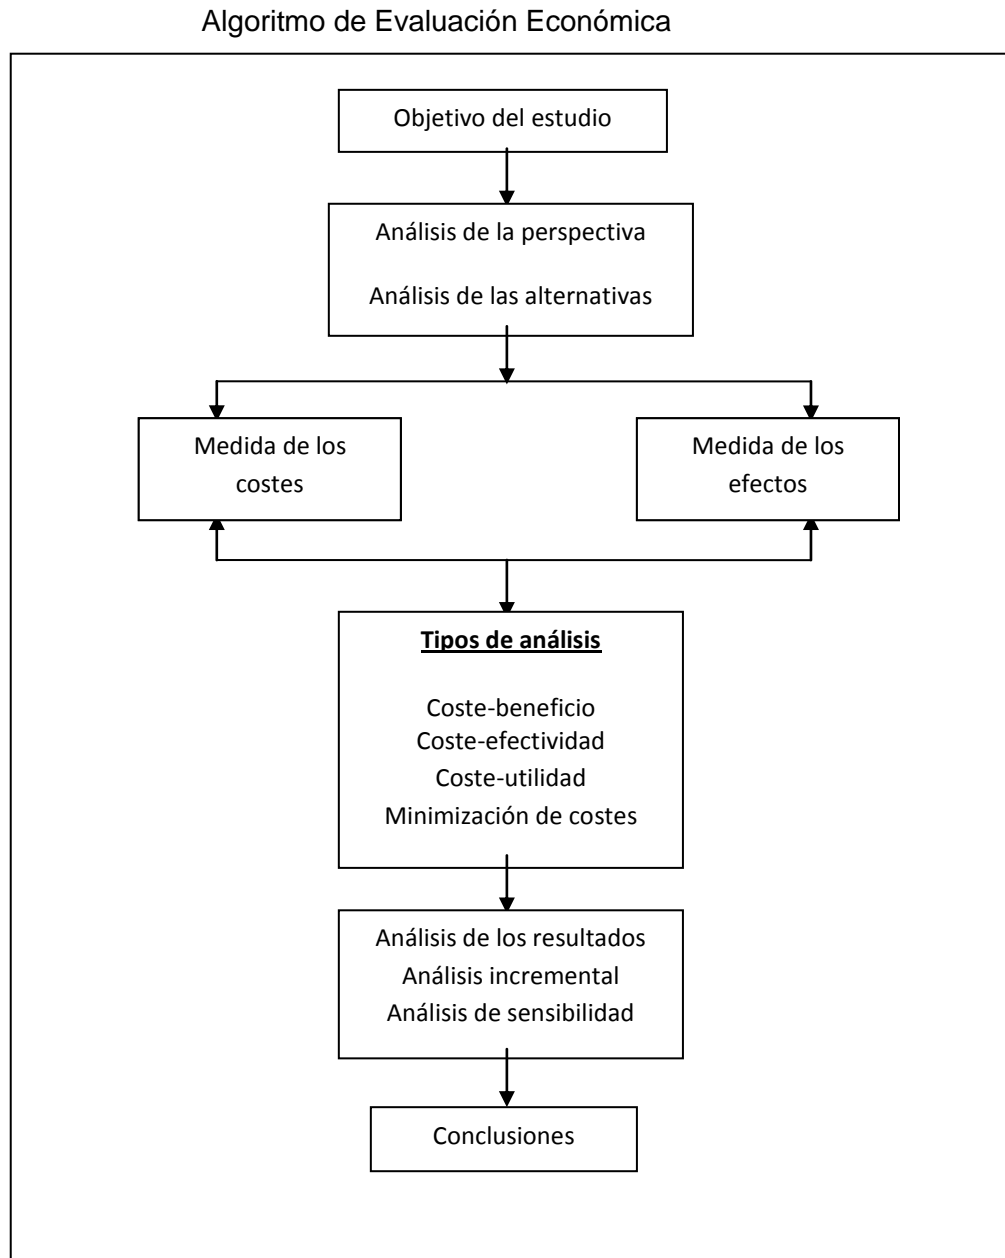 Algoritmo de Evaluación Económica
Objetivo del estudio
Análisis de la perspectiva
Análisis de las alternativas
Medida de los
costes
Medida de los
efectos
Tipos de análisis
Coste-beneficio
Coste-efectividad
Coste-utilidad
Minimización de costes
Análisis de los resultados
Análisis incremental
Análisis de sensibilidad
Conclusiones